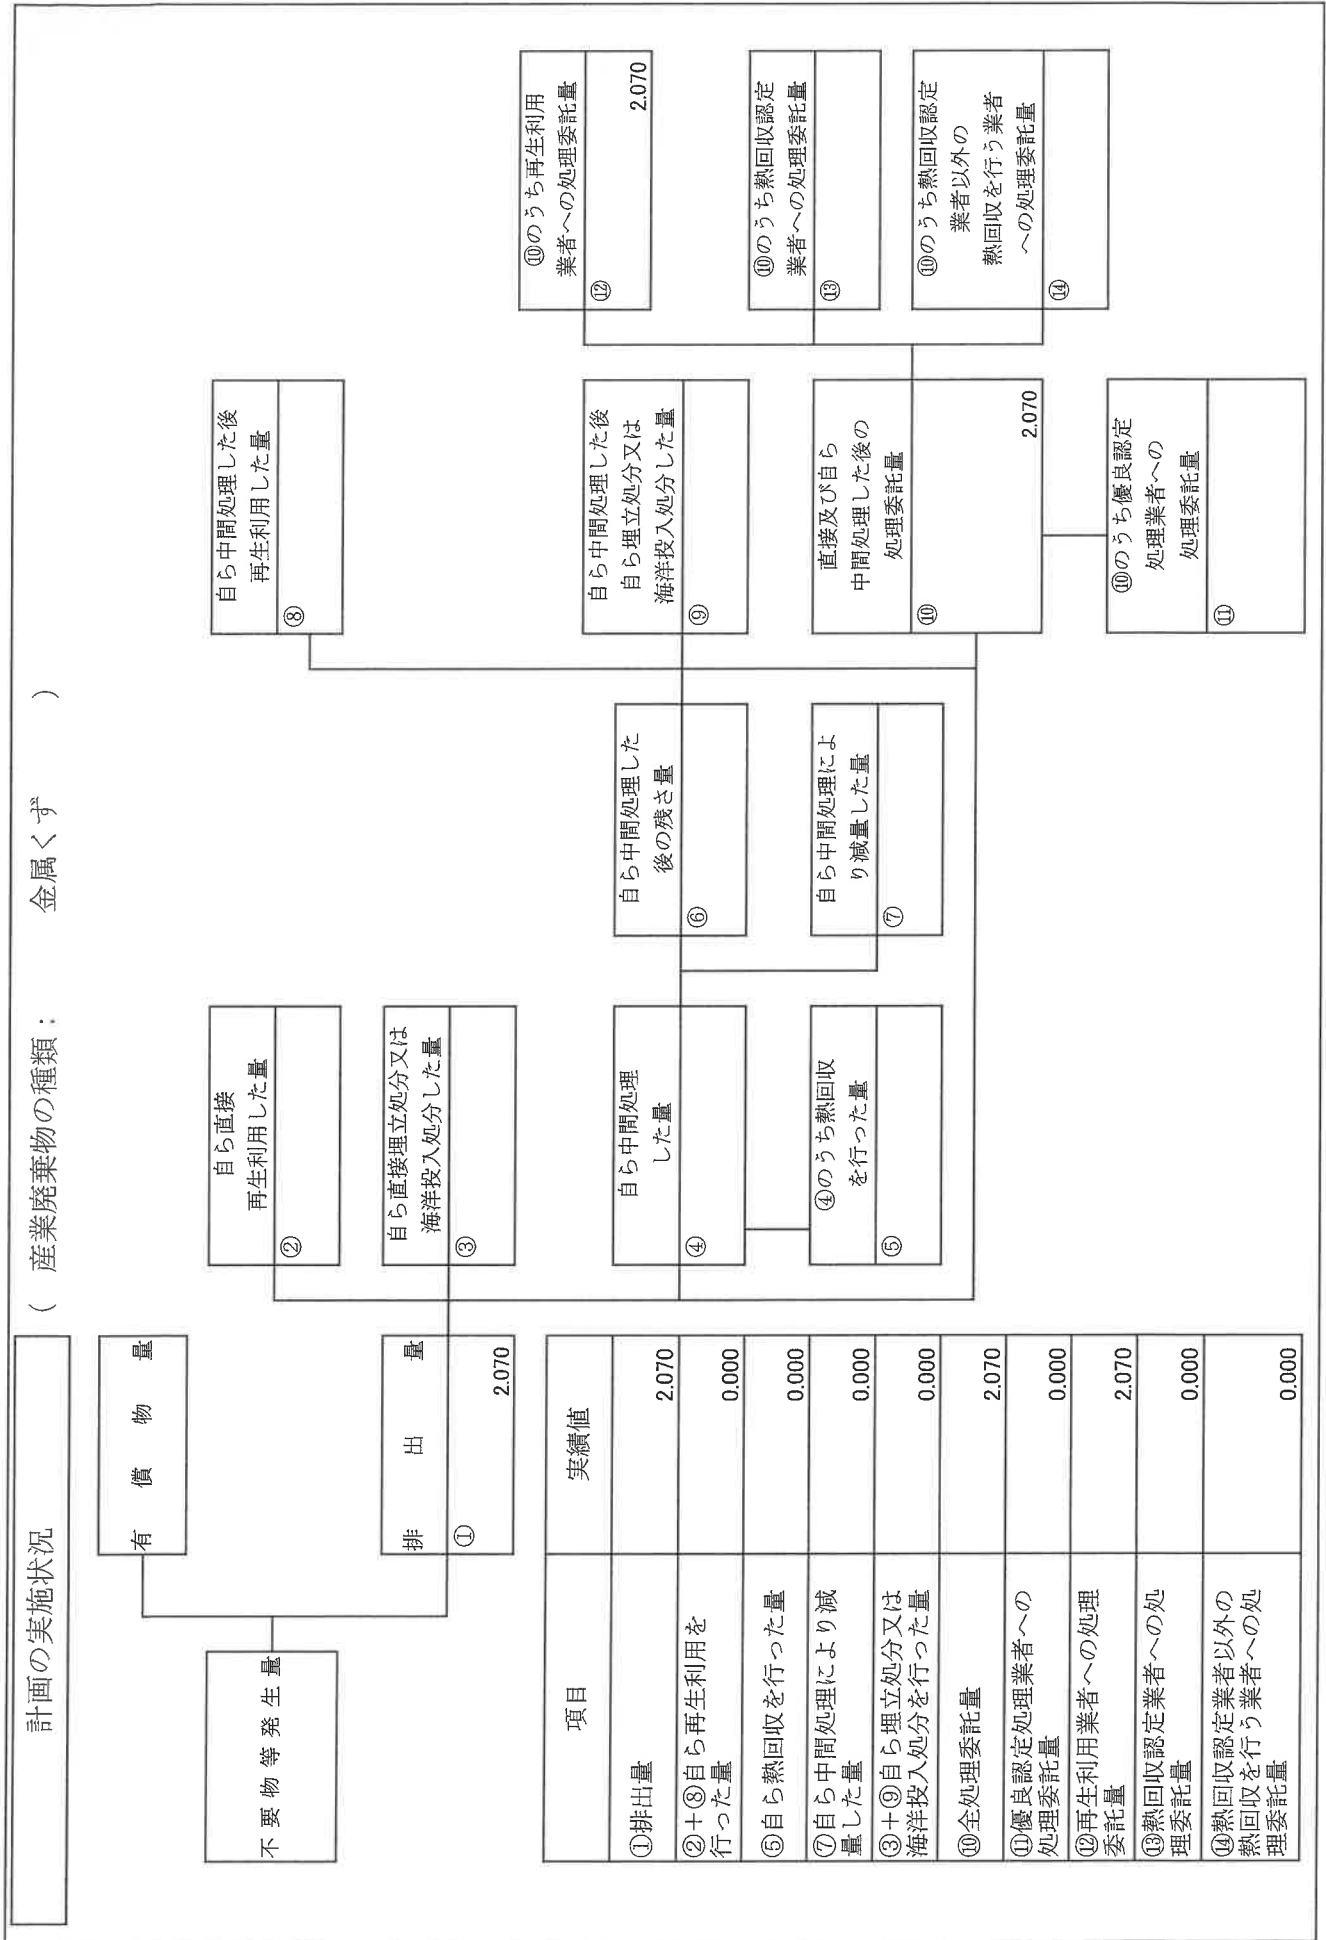 計画の実施状況
( 産業廃棄物の種類: 金属くず )
不要物等発生量
有償物量
排出量
① 2.070
自ら直接
再生利用した量
②
自ら直接埋立処分又は
海洋投入処分した量
③
自ら中間処理
した量
④
④のうち熱回収
を行った量
⑤
自ら中間処理した
後の残さ量
⑥
自ら中間処理によ
り減量した量
⑦
自ら中間処理した後
再生利用した量
⑧
自ら中間処理した後
自ら埋立処分又は
海洋投入処分した量
⑨
直接及び自ら
中間処理した後の
処理委託量
⑩ 2.070
⑩のうち優良認定
処理業者への
処理委託量
⑪
⑩のうち再生利用
業者への処理委託量
⑫ 2.070
⑩のうち熱回収認定
業者への処理委託量
⑬
⑩のうち熱回収認定
業者以外の
熱回収を行う業者
への処理委託量
⑭
項目 実績値
①排出量 2.070
②+⑧自ら再生利用を
行った量 0.000
⑤自ら熱回収を行った量 0.000
⑦自ら中間処理により減
量した量 0.000
③+⑨自ら埋立処分又は
海洋投入処分を行った量 0.000
⑩全処理委託量 2.070
⑪優良認定処理業者への
処理委託量 0.000
⑫再生利用業者への処理
委託量 2.070
⑬熱回収認定業者への処
理委託量 0.000
⑭熱回収認定業者以外の
熱回収を行う業者への処
理委託量 0.000